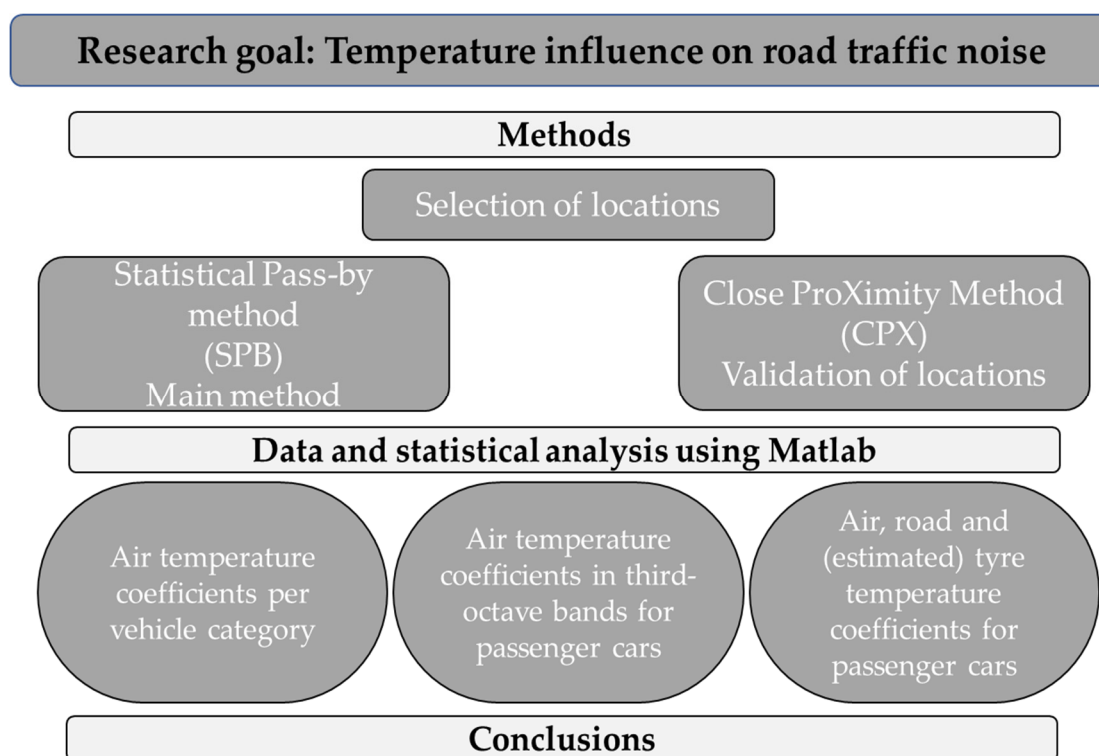 Research goal: Temperature influence on road traffic noise
Methods
Selection of locations
Statistical Pass-by
method
(SPB)
Main method
Close ProXimity Method
(CPX)
Validation of locations
Data and statistical analysis using Matlab
Air temperature
coefficients per
vehicle category
Air temperature
coefficients in third-
octave bands for
passenger cars
Air, road and
(estimated) tyre
temperature
coefficients for
passenger cars
Conclusions